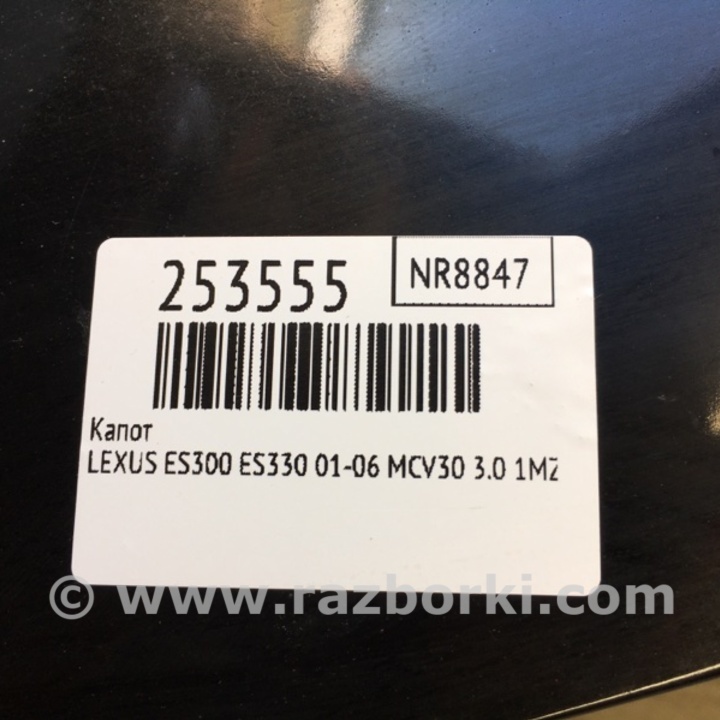 253555
NR8847
Капот
LEXUS ES300 ES330 01-06 MCV30 3.0 1MZ
© www.razborki.com